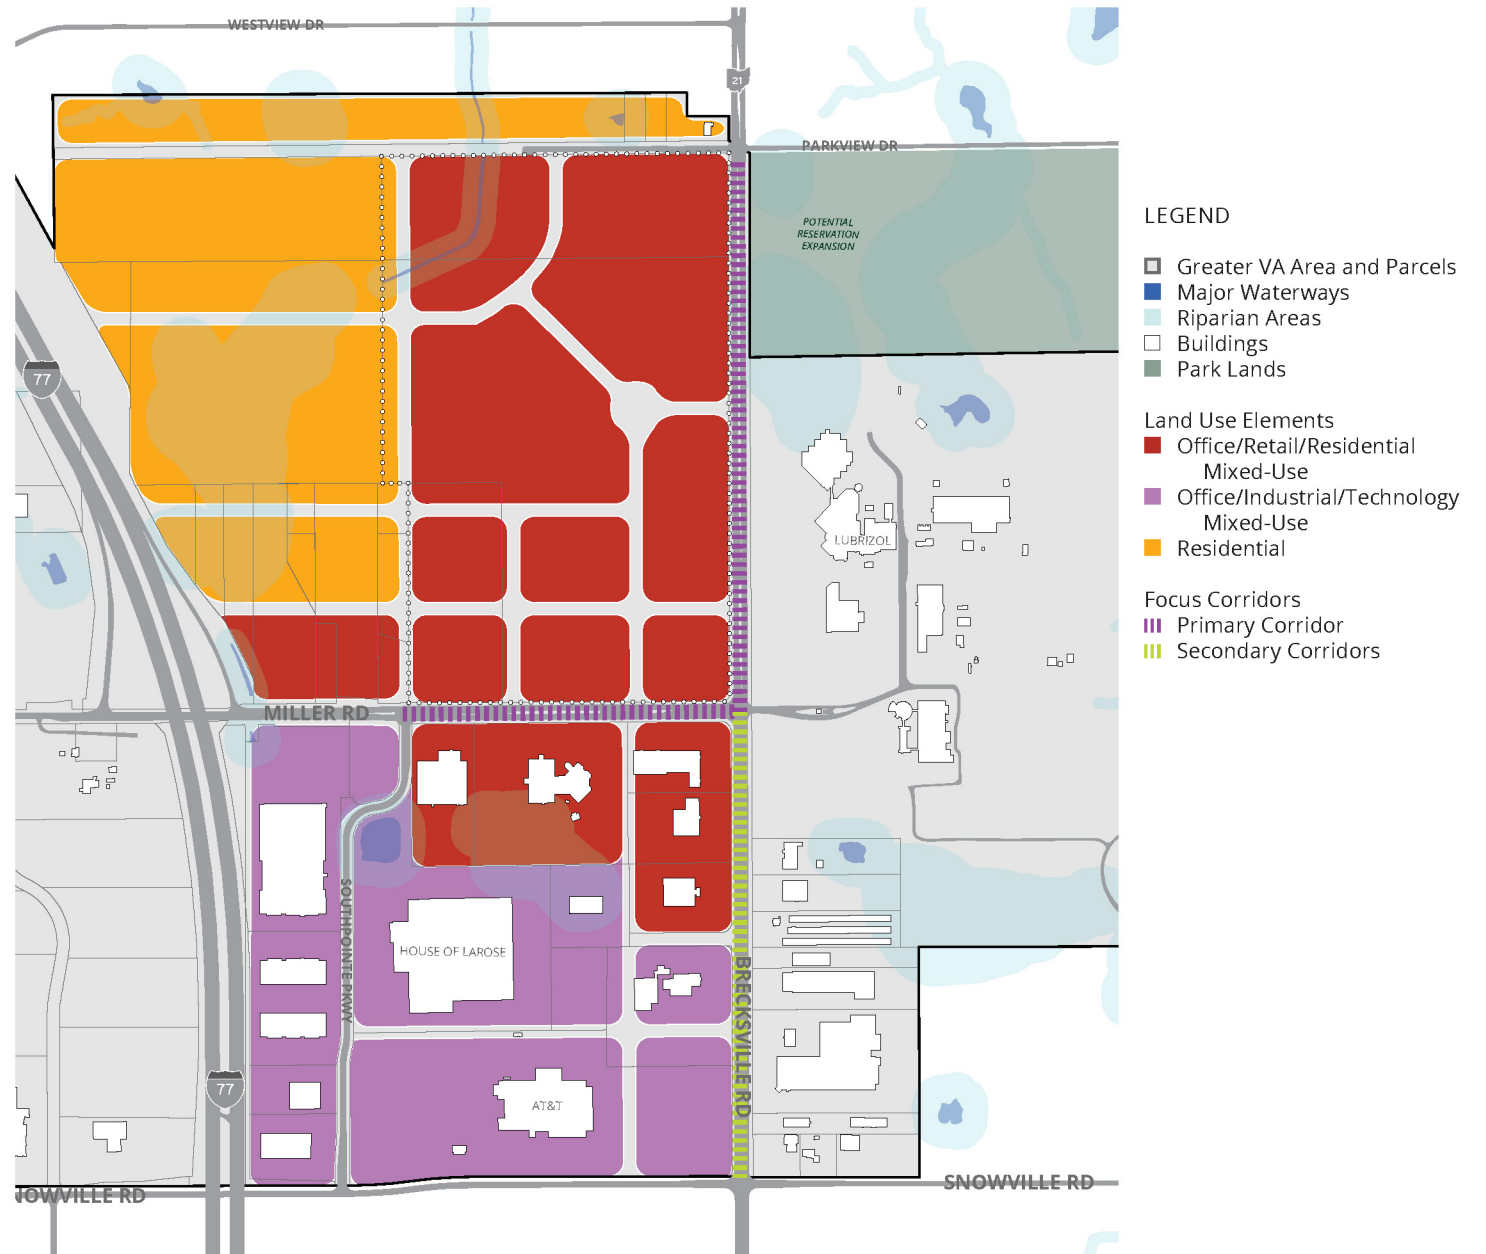 WESTVIEW DR
21
PARKVIEW DR
POTENTIAL
RESERVATION
EXPANSION
77
LUBRIZOL
MILLER RD
SOUTHPOINTE PKWY
HOUSE OF LAROSE
BRECKSVILLE RD
77
AT&T
NOWVILLE RD
SNOWVILLE RD
LEGEND
Greater VA Area and Parcels
Major Waterways
Riparian Areas
Buildings
Park Lands
Land Use Elements
Office/Retail/Residential
Mixed-Use
Office/Industrial/Technology
Mixed-Use
Residential
Focus Corridors
Primary Corridor
Secondary Corridors